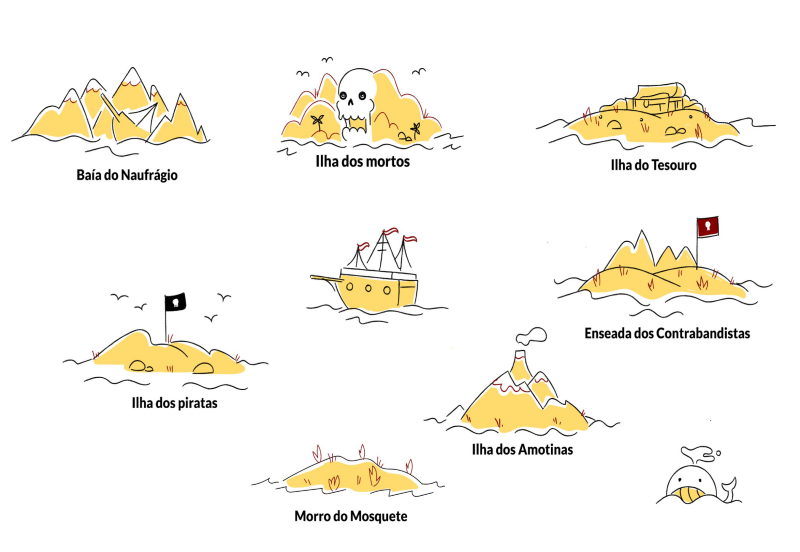 Baía do Naufrágio
Ilha dos mortos
Ilha do Tesouro
Enseada dos Contrabandistas
Ilha dos piratas
Ilha dos Amotinas
Morro do Mosquete